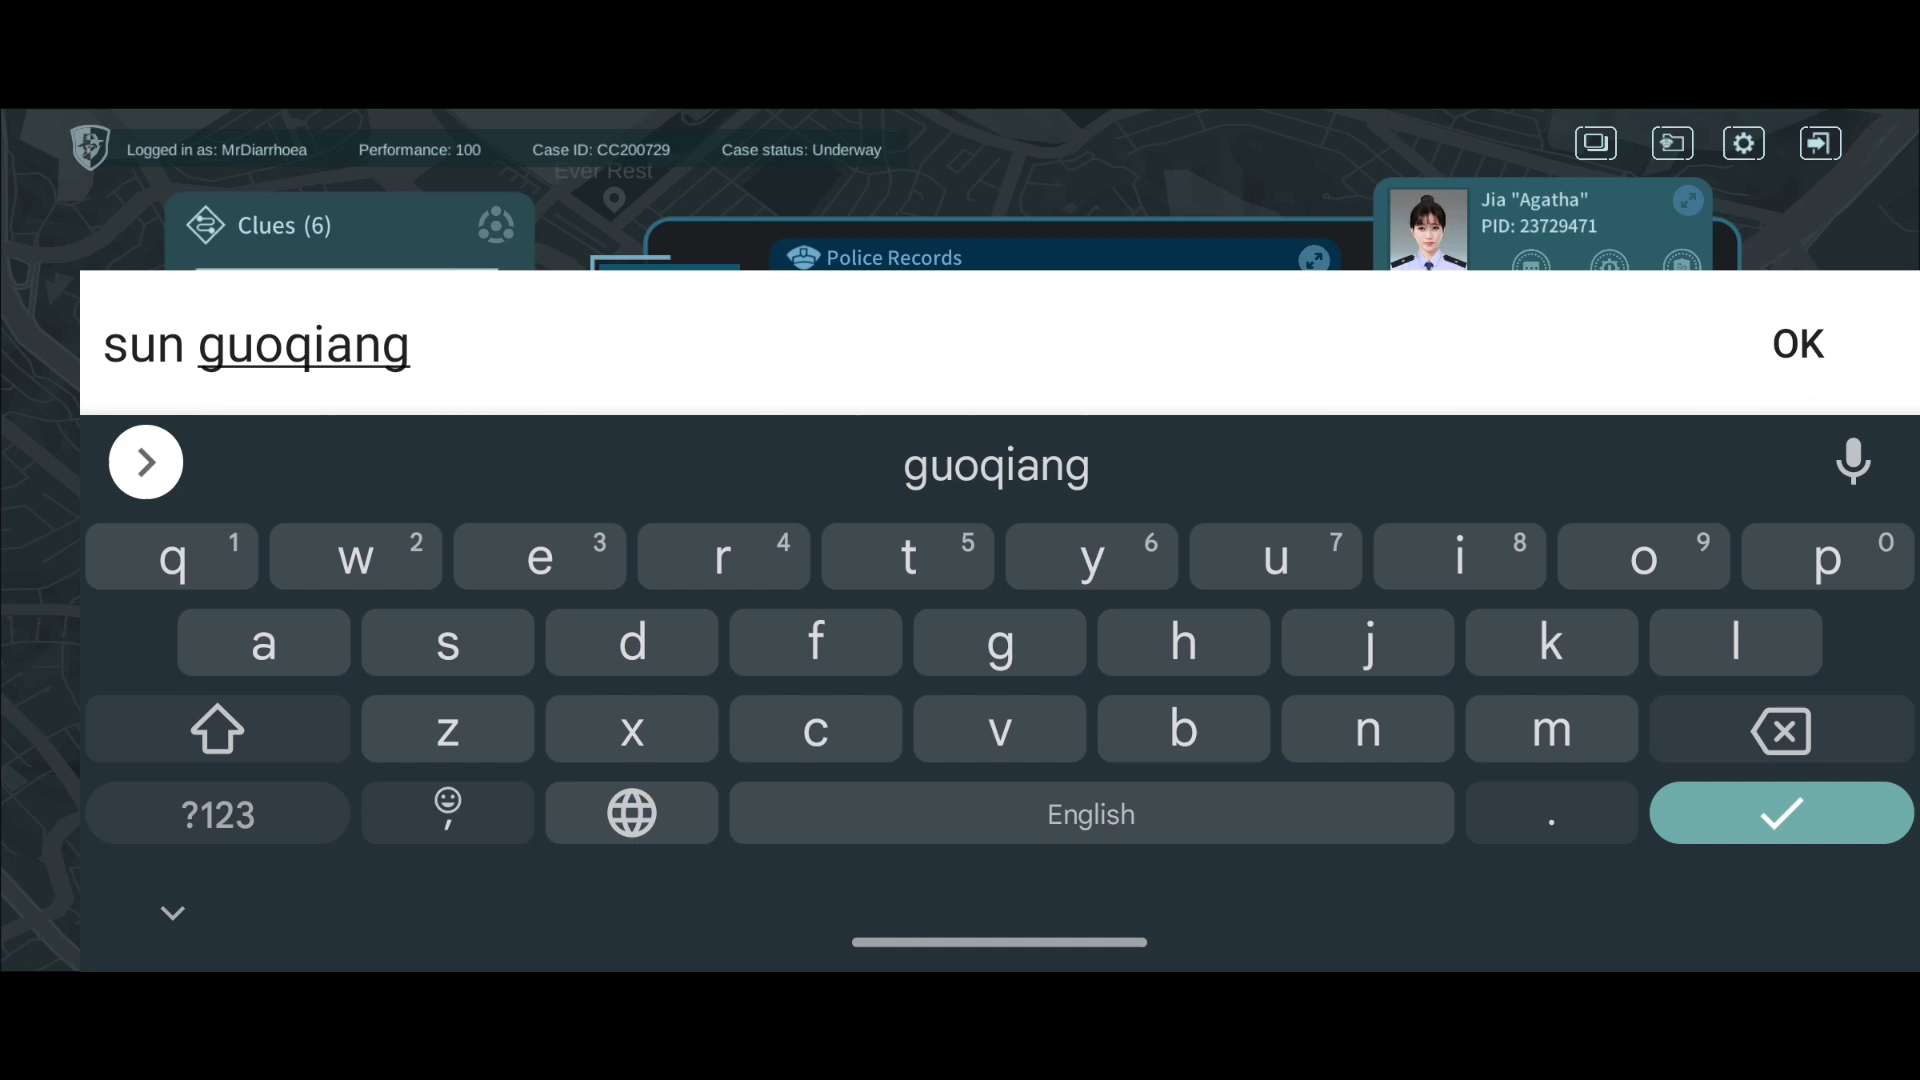 Logged in as: MrDiarrhoea Performance: 100 Case ID: CC200729 Case status: Underway
Ever Rest
Clues (6)
Police Records
Jia "Agatha"
PID: 23729471
sun guoqiang
OK
guoqiang
q 1 w 2 e 3 r 4 t 5 y 6 u 7 i 8 o 9 p 0
a s d f g h j k l
z x c v b n m
?123 , English .